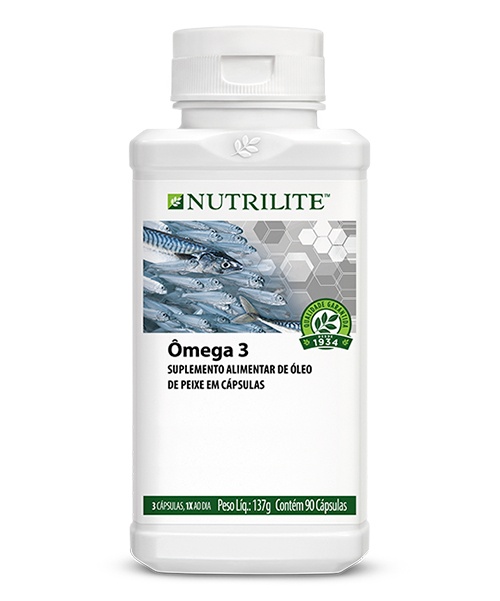 NUTRILITE™
QUALIDADE GARANTIDA
DESDE
1934
Ômega 3
SUPLEMENTO ALIMENTAR DE ÓLEO
DE PEIXE EM CÁPSULAS
3 CÁPSULAS, 1X AO DIA Peso Líq.: 137g Contém 90 Cápsulas